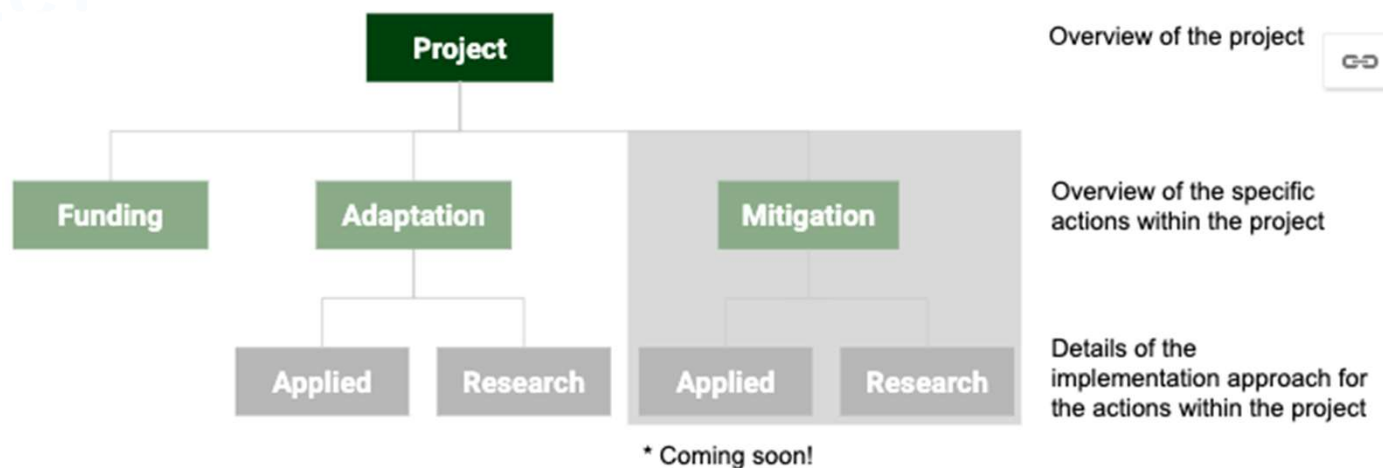 Project
Overview of the project
Funding
Adaptation
Mitigation
Overview of the specific
actions within the project
Applied
Research
Applied
Research
Details of the
implementation approach for
the actions within the project
* Coming soon!